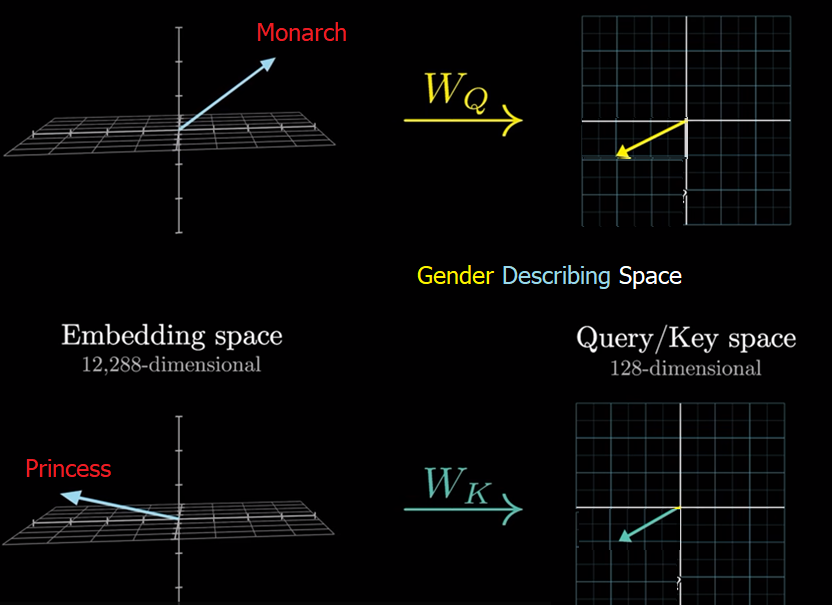 Monarch
W_Q
Gender Describing Space
Embedding space
12,288-dimensional
Query/Key space
128-dimensional
Princess
W_K